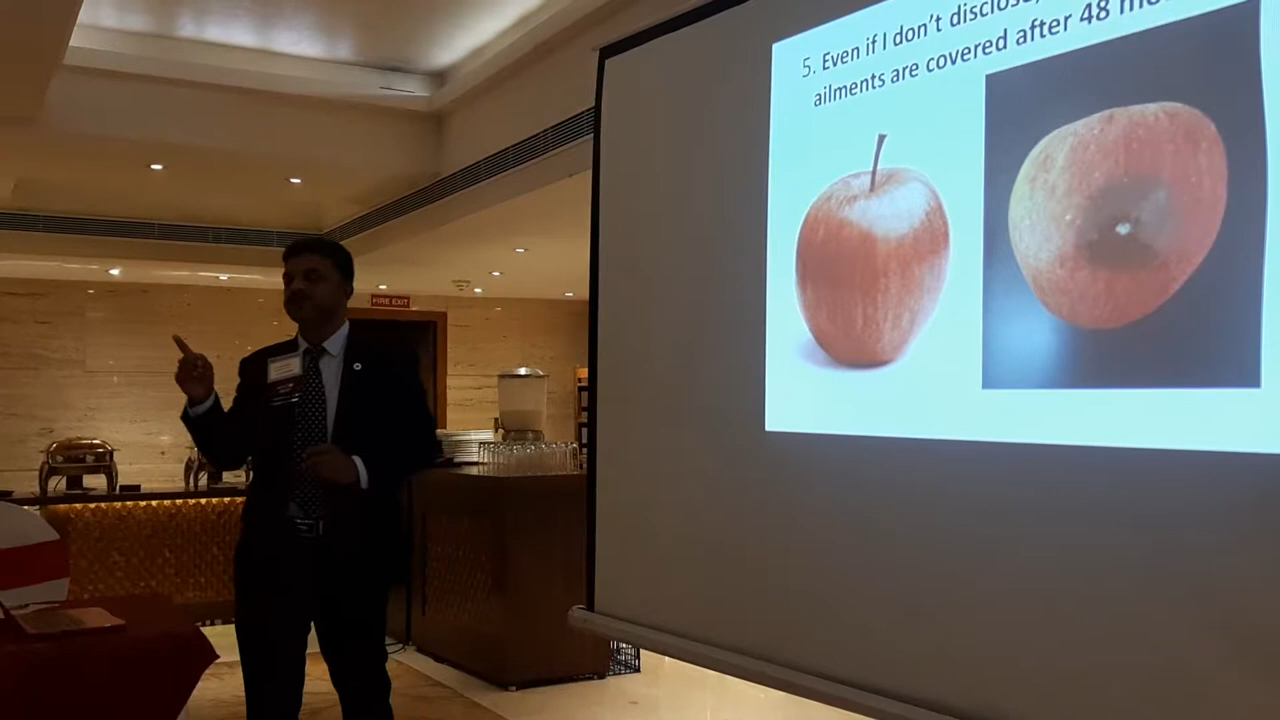 5. Even if I don't disclose,
ailments are covered after 48
FIRE EXIT